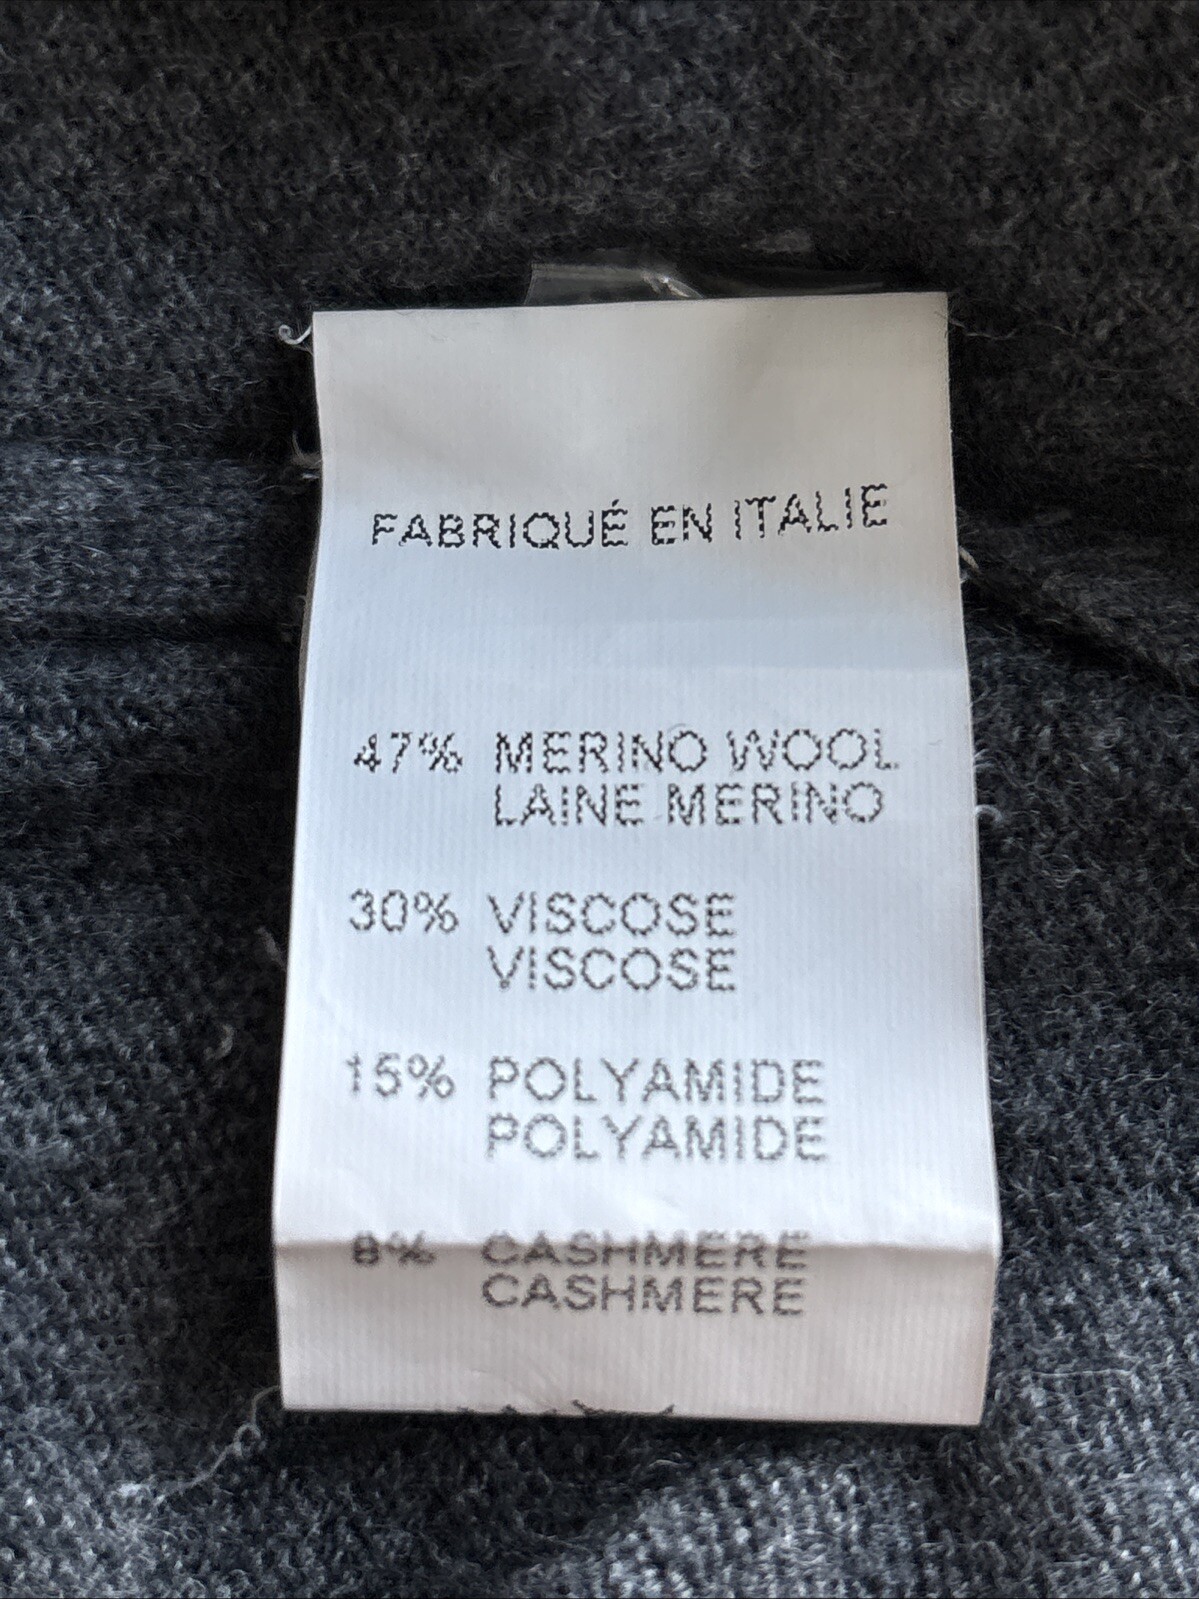 FABRIQUÉ EN ITALIE
47% MERINO WOOL
LAINE MERINO
30% VISCOSE
VISCOSE
15% POLYAMIDE
POLYAMIDE
8% CASHMERE
CASHMERE